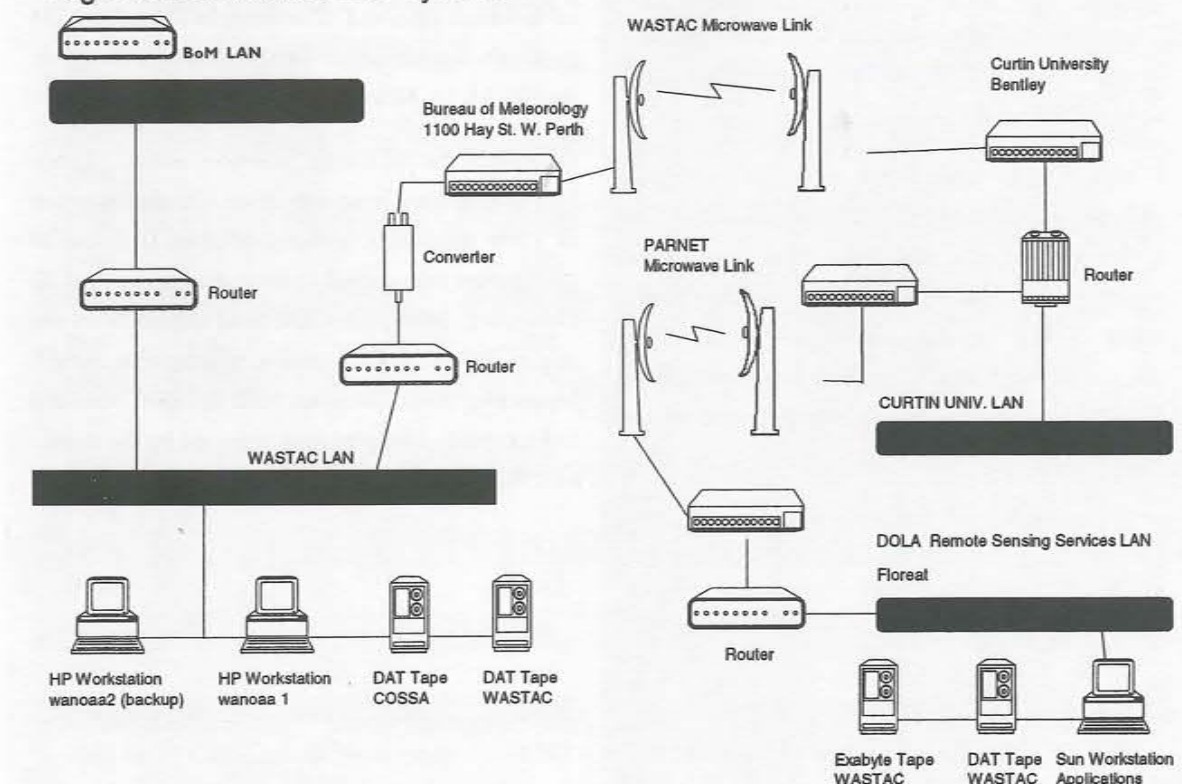 BoM LAN
WASTAC Microwave Link
Curtin University
Bentley
Bureau of Meteorology
1100 Hay St. W. Perth
Converter
PARNET
Microwave Link
Router
Router
Router
CURTIN UNIV. LAN
WASTAC LAN
DOLA Remote Sensing Services LAN
Floreat
Router
HP Workstation
wanoaa2 (backup)
HP Workstation
wanoaa 1
DAT Tape
COSSA
DAT Tape
WASTAC
Exabyte Tape
WASTAC
DAT Tape
WASTAC
Sun Workstation
Applications